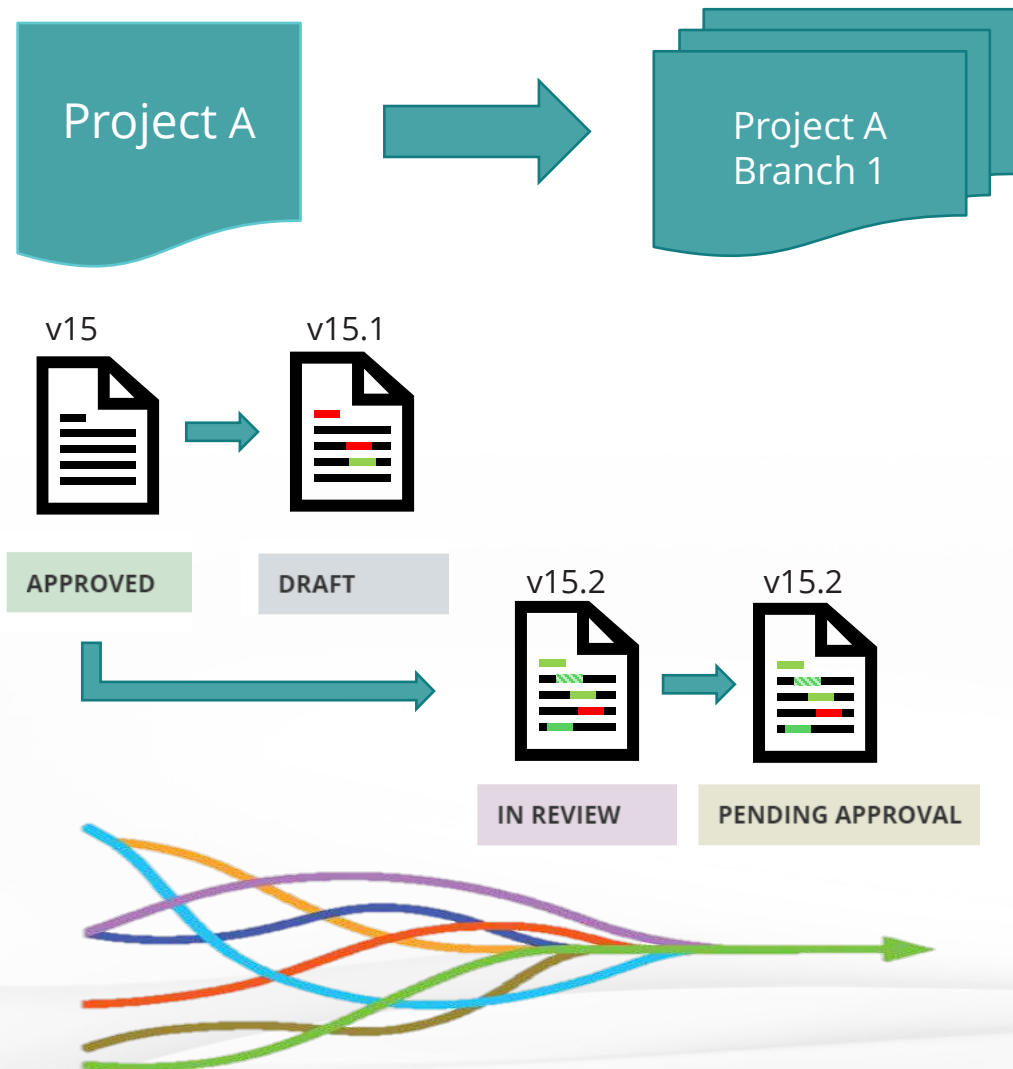 Project A
Project A
Branch 1
v15
v15.1
APPROVED
DRAFT
v15.2
v15.2
IN REVIEW
PENDING APPROVAL